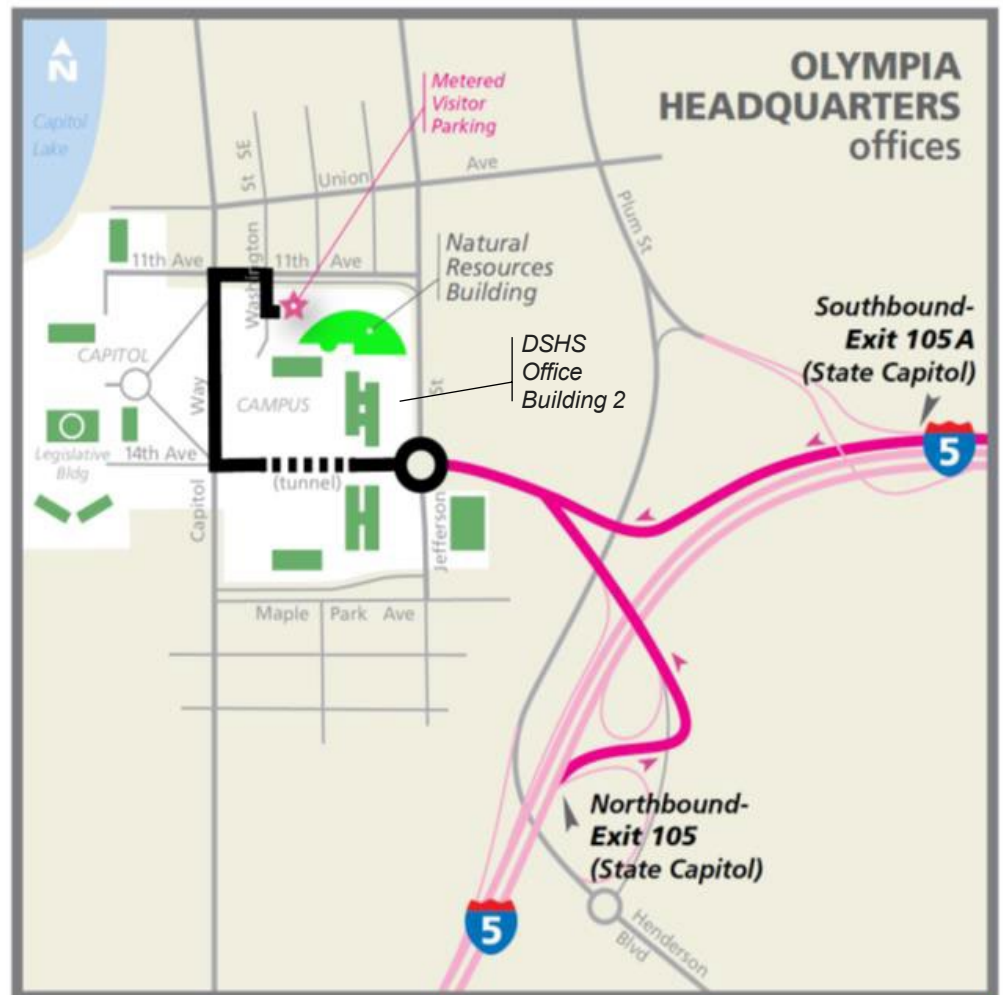 N
Capitol
Lake
OLYMPIA
HEADQUARTERS
offices
Metered
Visitor
Parking
Washington St SE
Union Ave
Plum St
11th Ave
11th Ave
Natural
Resources
Building
Southbound-
Exit 105A
(State Capitol)
DSHS
Office
Building 2
CAPITOL
CAMPUS
Capitol Way
Jefferson St
Legislative
Bldg
14th Ave
(tunnel)
5
Maple Park Ave
Northbound-
Exit 105
(State Capitol)
5
Henderson
Blvd